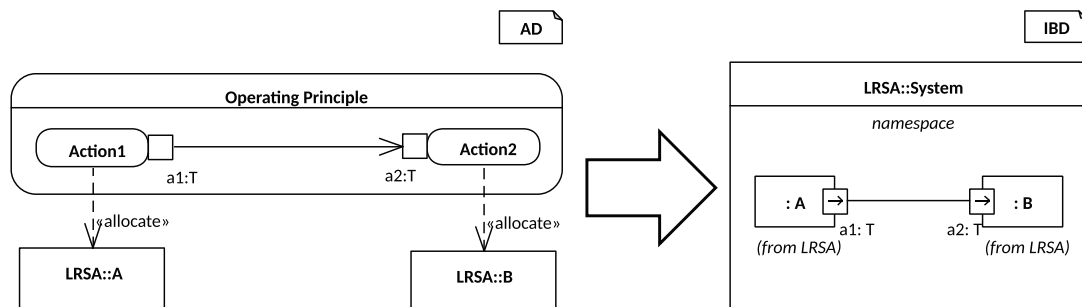 AD
Operating Principle
Action1
Action2
a1:T
a2:T
«allocate»
«allocate»
LRSA::A
LRSA::B
IBD
LRSA::System
namespace
: A
: B
a1: T
a2: T
(from LRSA)
(from LRSA)